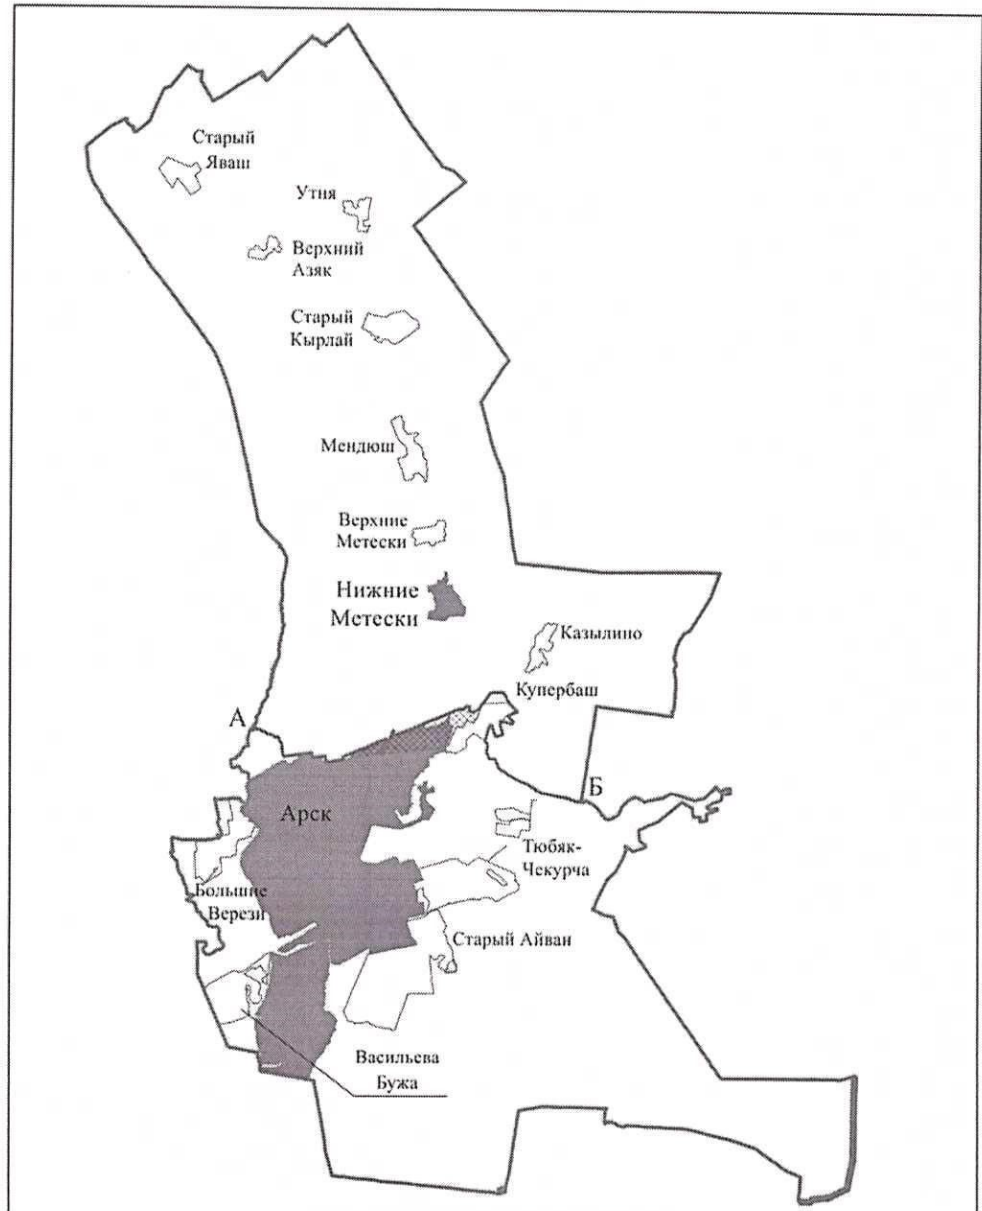 Старый
Яваш
Утня
Верхний
Азяк
Старый
Кырлай
Мендюш
Верхние
Метески
Нижние
Метески
Казылино
Купербаш
А
Б
Арск
Тюбяк-
Чекурча
Большие
Верези
Старый Айван
Васильева
Бужа